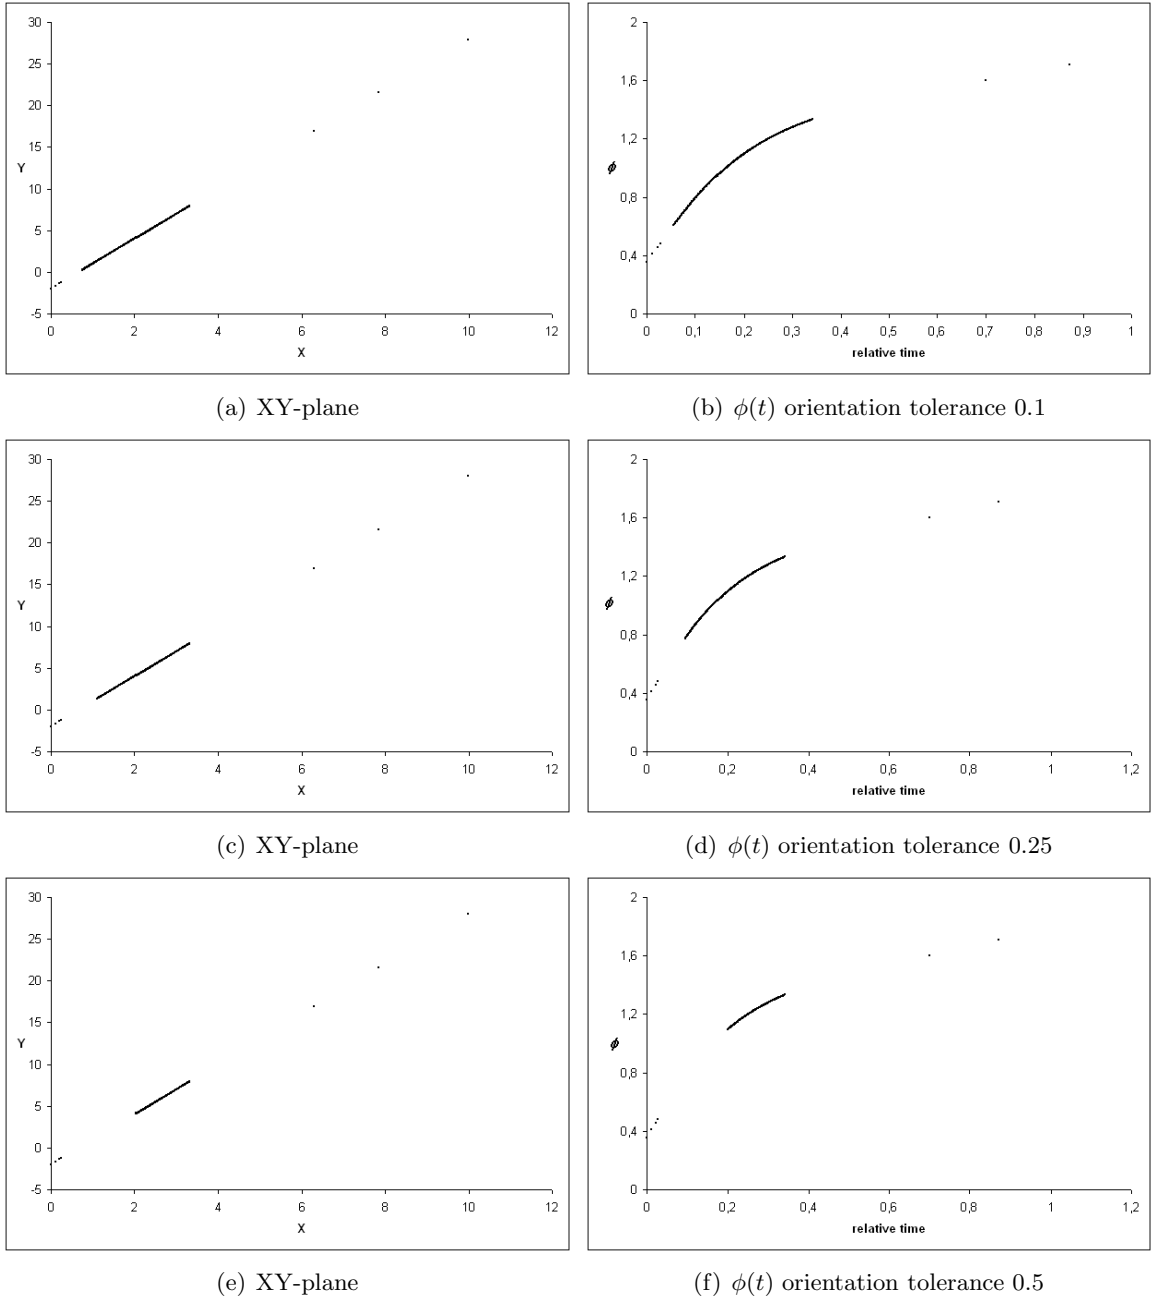 30
25
20
15
10
5
0
-5
Y
0 2 4 6 8 10 12
X
2
1,6
1,2
0,8
0,4
0
ϕ
0 0,1 0,2 0,3 0,4 0,5 0,6 0,7 0,8 0,9 1
relative time
(a) XY-plane
(b) ϕ(t) orientation tolerance 0.1
30
25
20
15
10
5
0
-5
Y
0 2 4 6 8 10 12
X
2
1,6
1,2
0,8
0,4
0
ϕ
0 0,2 0,4 0,6 0,8 1 1,2
relative time
(c) XY-plane
(d) ϕ(t) orientation tolerance 0.25
30
25
20
15
10
5
0
-5
Y
0 2 4 6 8 10 12
X
2
1,6
1,2
0,8
0,4
0
ϕ
0 0,2 0,4 0,6 0,8 1 1,2
relative time
(e) XY-plane
(f) ϕ(t) orientation tolerance 0.5